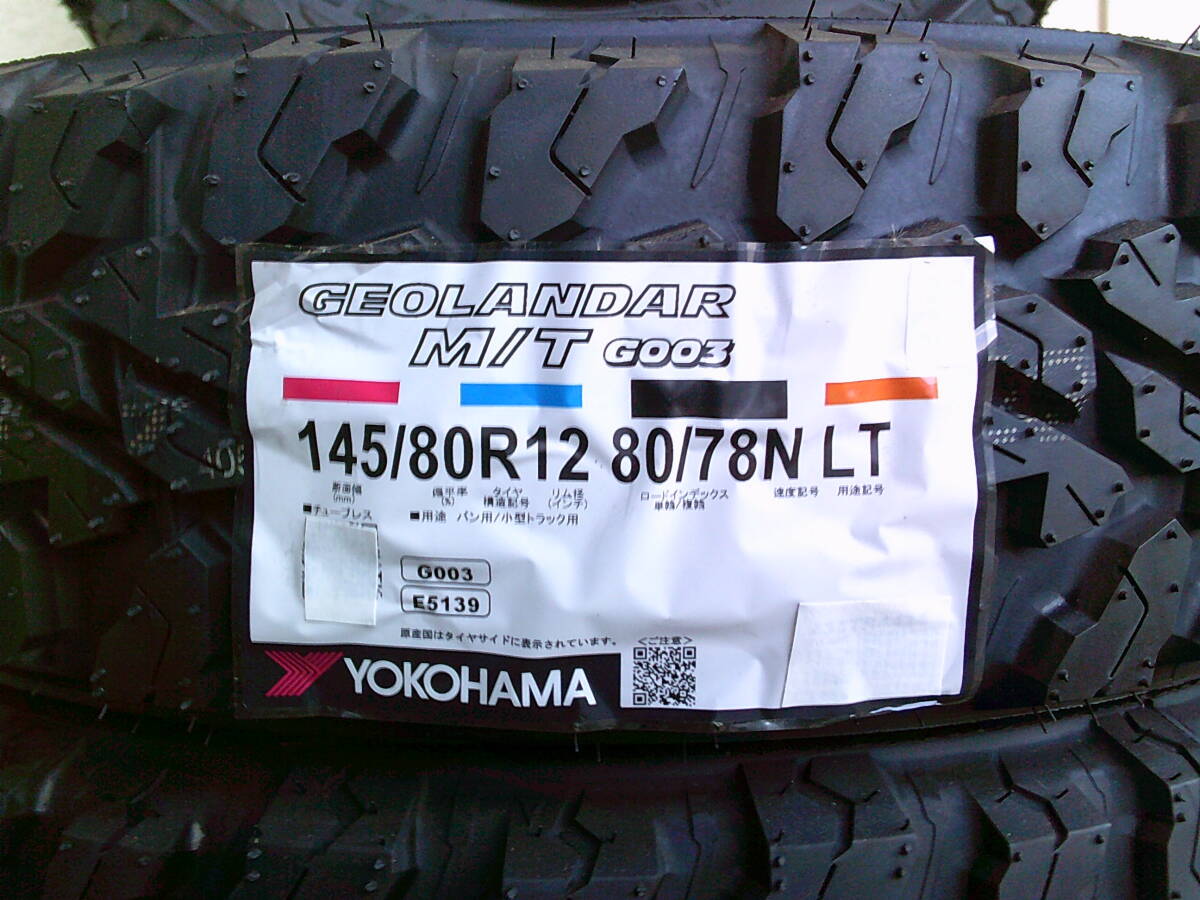 GEOLANDAR
M/T G003
145/80R12 80/78N LT
断面幅 偏平率 タイヤ リム径 ロードインデックス 速度記号 用途記号
(mm) (%) 構造記号 (インチ) 単輪/複輪
■チューブレス ■用途 バン用/小型トラック用
G003
E5139
原産国はタイヤサイドに表示されています。 <ご注意>
YOKOHAMA